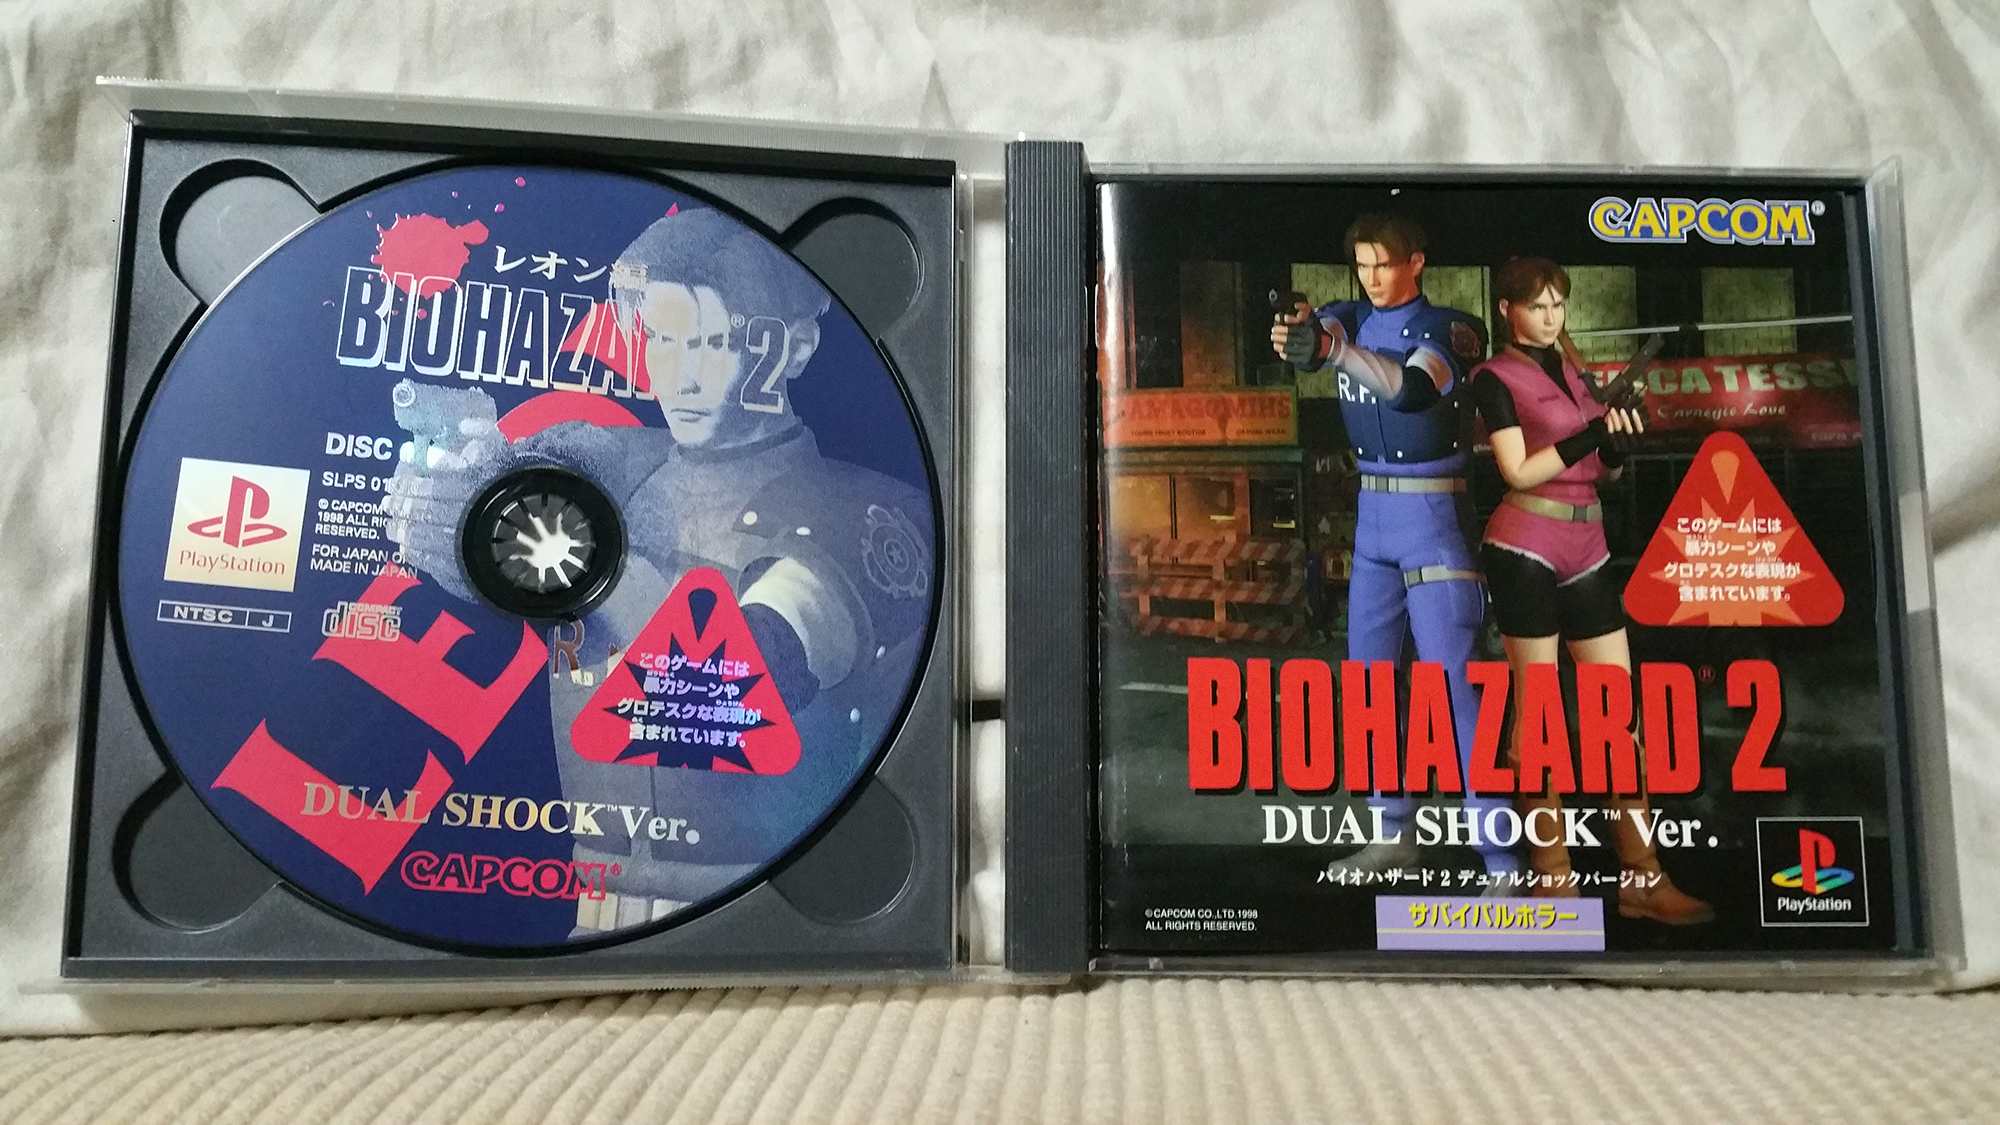 レオン編
BIOHAZARD® 2
DISC
SLPS
© CAPCOM
1998 ALL
RESERVED.
FOR JAPAN
MADE IN JAPAN
PlayStation
NTSC J
COMPACT
disc
LE
R.
このゲームには
暴力シーンや
グロテスクな表現が
含まれています。
DUAL SHOCK™ Ver.
CAPCOM®
CAPCOM®
R.P.
AMAGOMIHS
CATESS
Carnegie Love
このゲームには
暴力シーンや
グロテスクな表現が
含まれています。
BIOHAZARD® 2
DUAL SHOCK™ Ver.
バイオハザード 2 デュアルショックバージョン
サバイバルホラー
© CAPCOM CO.,LTD.1998
ALL RIGHTS RESERVED.
PlayStation